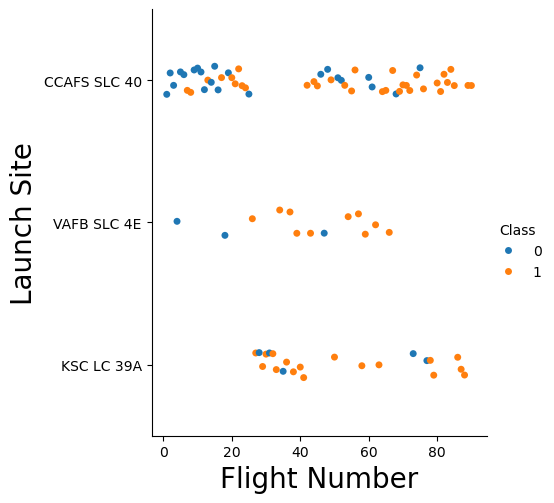 CCAFS SLC 40
VAFB SLC 4E
KSC LC 39A
Launch Site
0 20 40 60 80
Flight Number
Class
0
1